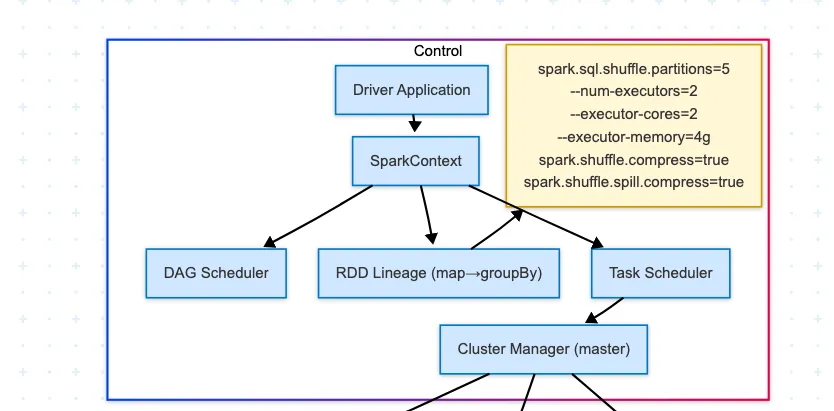 Control
Driver Application
spark.sql.shuffle.partitions=5
--num-executors=2
--executor-cores=2
--executor-memory=4g
spark.shuffle.compress=true
spark.shuffle.spill.compress=true
SparkContext
DAG Scheduler
RDD Lineage (map→groupBy)
Task Scheduler
Cluster Manager (master)